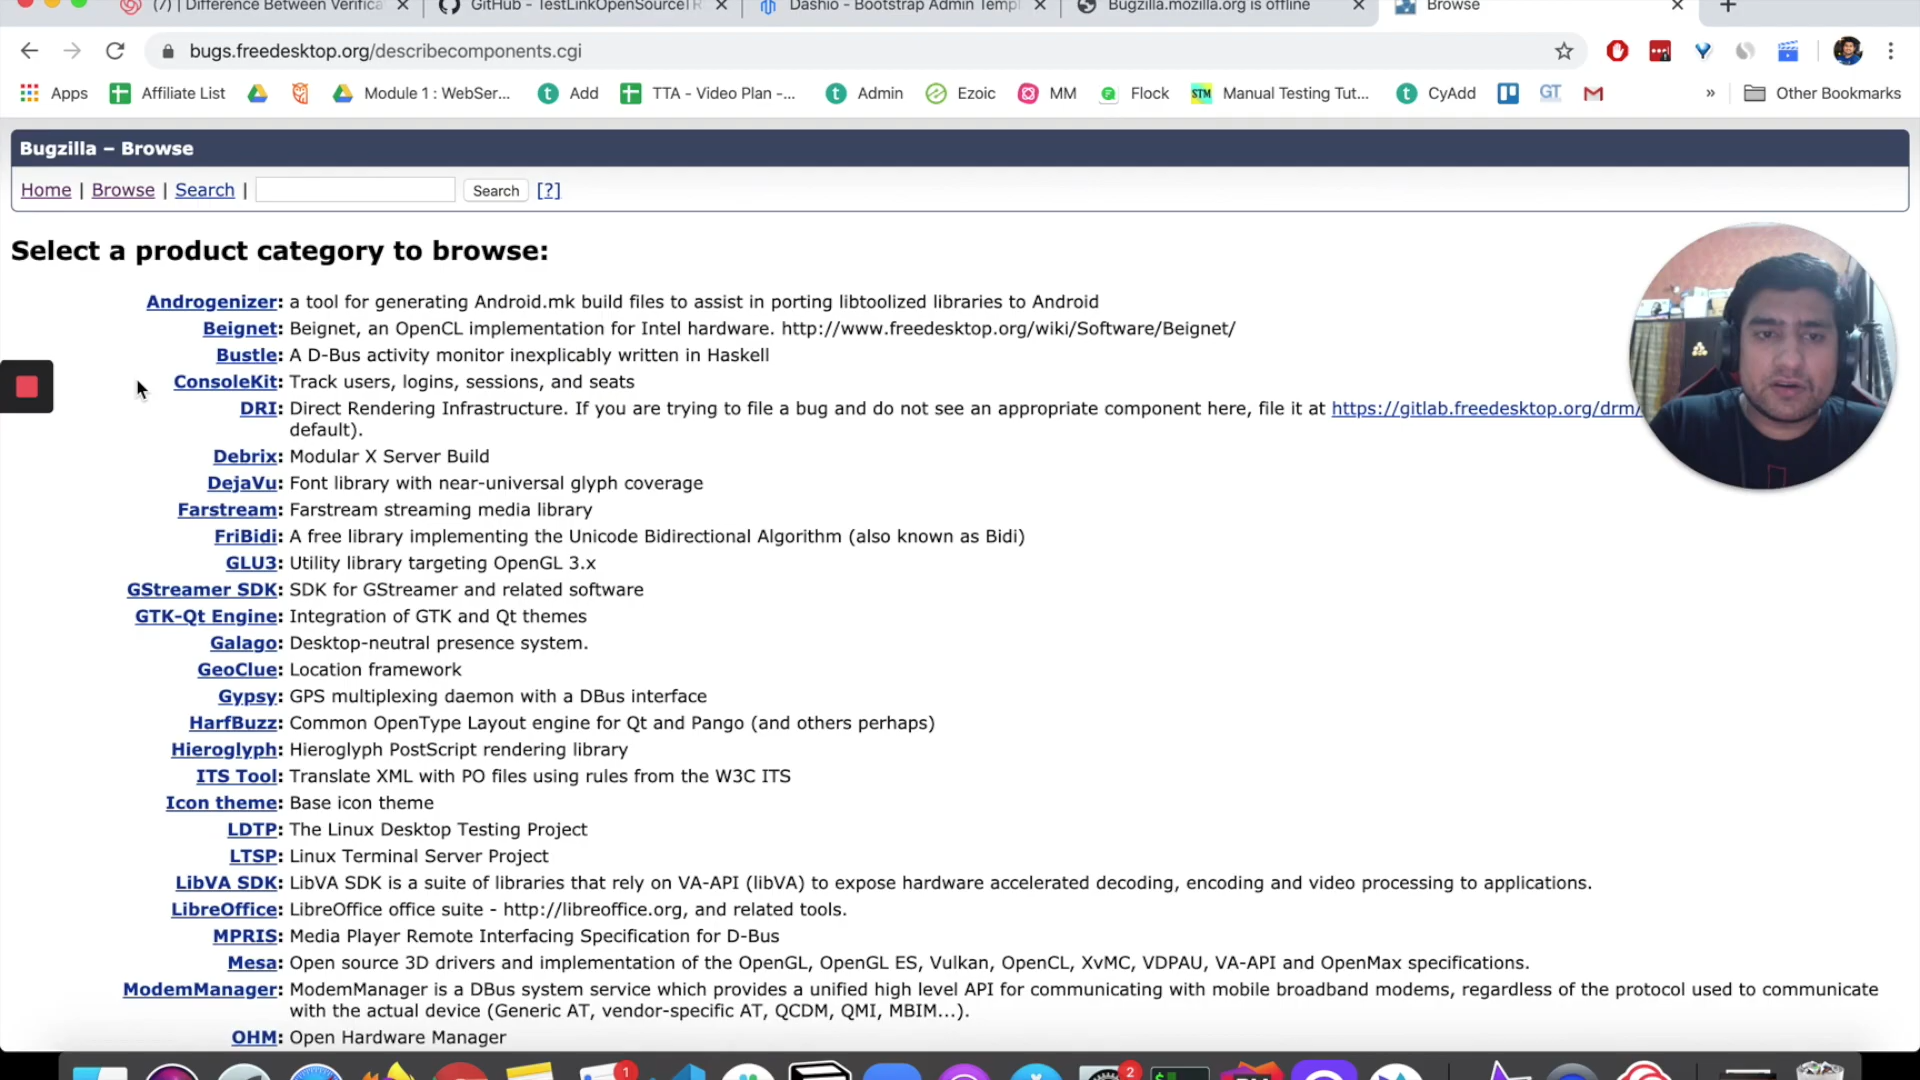 (7) | Difference Between Verifica
GitHub - TestLinkOpenSourceTR
Dashio - Bootstrap Admin Templ
Bugzilla.mozilla.org is offline
Browse
bugs.freedesktop.org/describecomponents.cgi
Apps
Affiliate List
Module 1 : WebSer...
Add
TTA - Video Plan -...
Admin
Ezoic
MM
Flock
STM
Manual Testing Tut...
CyAdd
GT
»
Other Bookmarks
Bugzilla – Browse
Home | Browse | Search | Search [?]
Select a product category to browse:
Androgenizer: a tool for generating Android.mk build files to assist in porting libtoolized libraries to Android
Beignet: Beignet, an OpenCL implementation for Intel hardware. http://www.freedesktop.org/wiki/Software/Beignet/
Bustle: A D-Bus activity monitor inexplicably written in Haskell
ConsoleKit: Track users, logins, sessions, and seats
DRI: Direct Rendering Infrastructure. If you are trying to file a bug and do not see an appropriate component here, file it at https://gitlab.freedesktop.org/drm/
default).
Debrix: Modular X Server Build
DejaVu: Font library with near-universal glyph coverage
Farstream: Farstream streaming media library
FriBidi: A free library implementing the Unicode Bidirectional Algorithm (also known as Bidi)
GLU3: Utility library targeting OpenGL 3.x
GStreamer SDK: SDK for GStreamer and related software
GTK-Qt Engine: Integration of GTK and Qt themes
Galago: Desktop-neutral presence system.
GeoClue: Location framework
Gypsy: GPS multiplexing daemon with a DBus interface
HarfBuzz: Common OpenType Layout engine for Qt and Pango (and others perhaps)
Hieroglyph: Hieroglyph PostScript rendering library
ITS Tool: Translate XML with PO files using rules from the W3C ITS
Icon theme: Base icon theme
LDTP: The Linux Desktop Testing Project
LTSP: Linux Terminal Server Project
LibVA SDK: LibVA SDK is a suite of libraries that rely on VA-API (libVA) to expose hardware accelerated decoding, encoding and video processing to applications.
LibreOffice: LibreOffice office suite - http://libreoffice.org, and related tools.
MPRIS: Media Player Remote Interfacing Specification for D-Bus
Mesa: Open source 3D drivers and implementation of the OpenGL, OpenGL ES, Vulkan, OpenCL, XvMC, VDPAU, VA-API and OpenMax specifications.
ModemManager: ModemManager is a DBus system service which provides a unified high level API for communicating with mobile broadband modems, regardless of the protocol used to communicate
with the actual device (Generic AT, vendor-specific AT, QCDM, QMI, MBIM...).
OHM: Open Hardware Manager
1
2